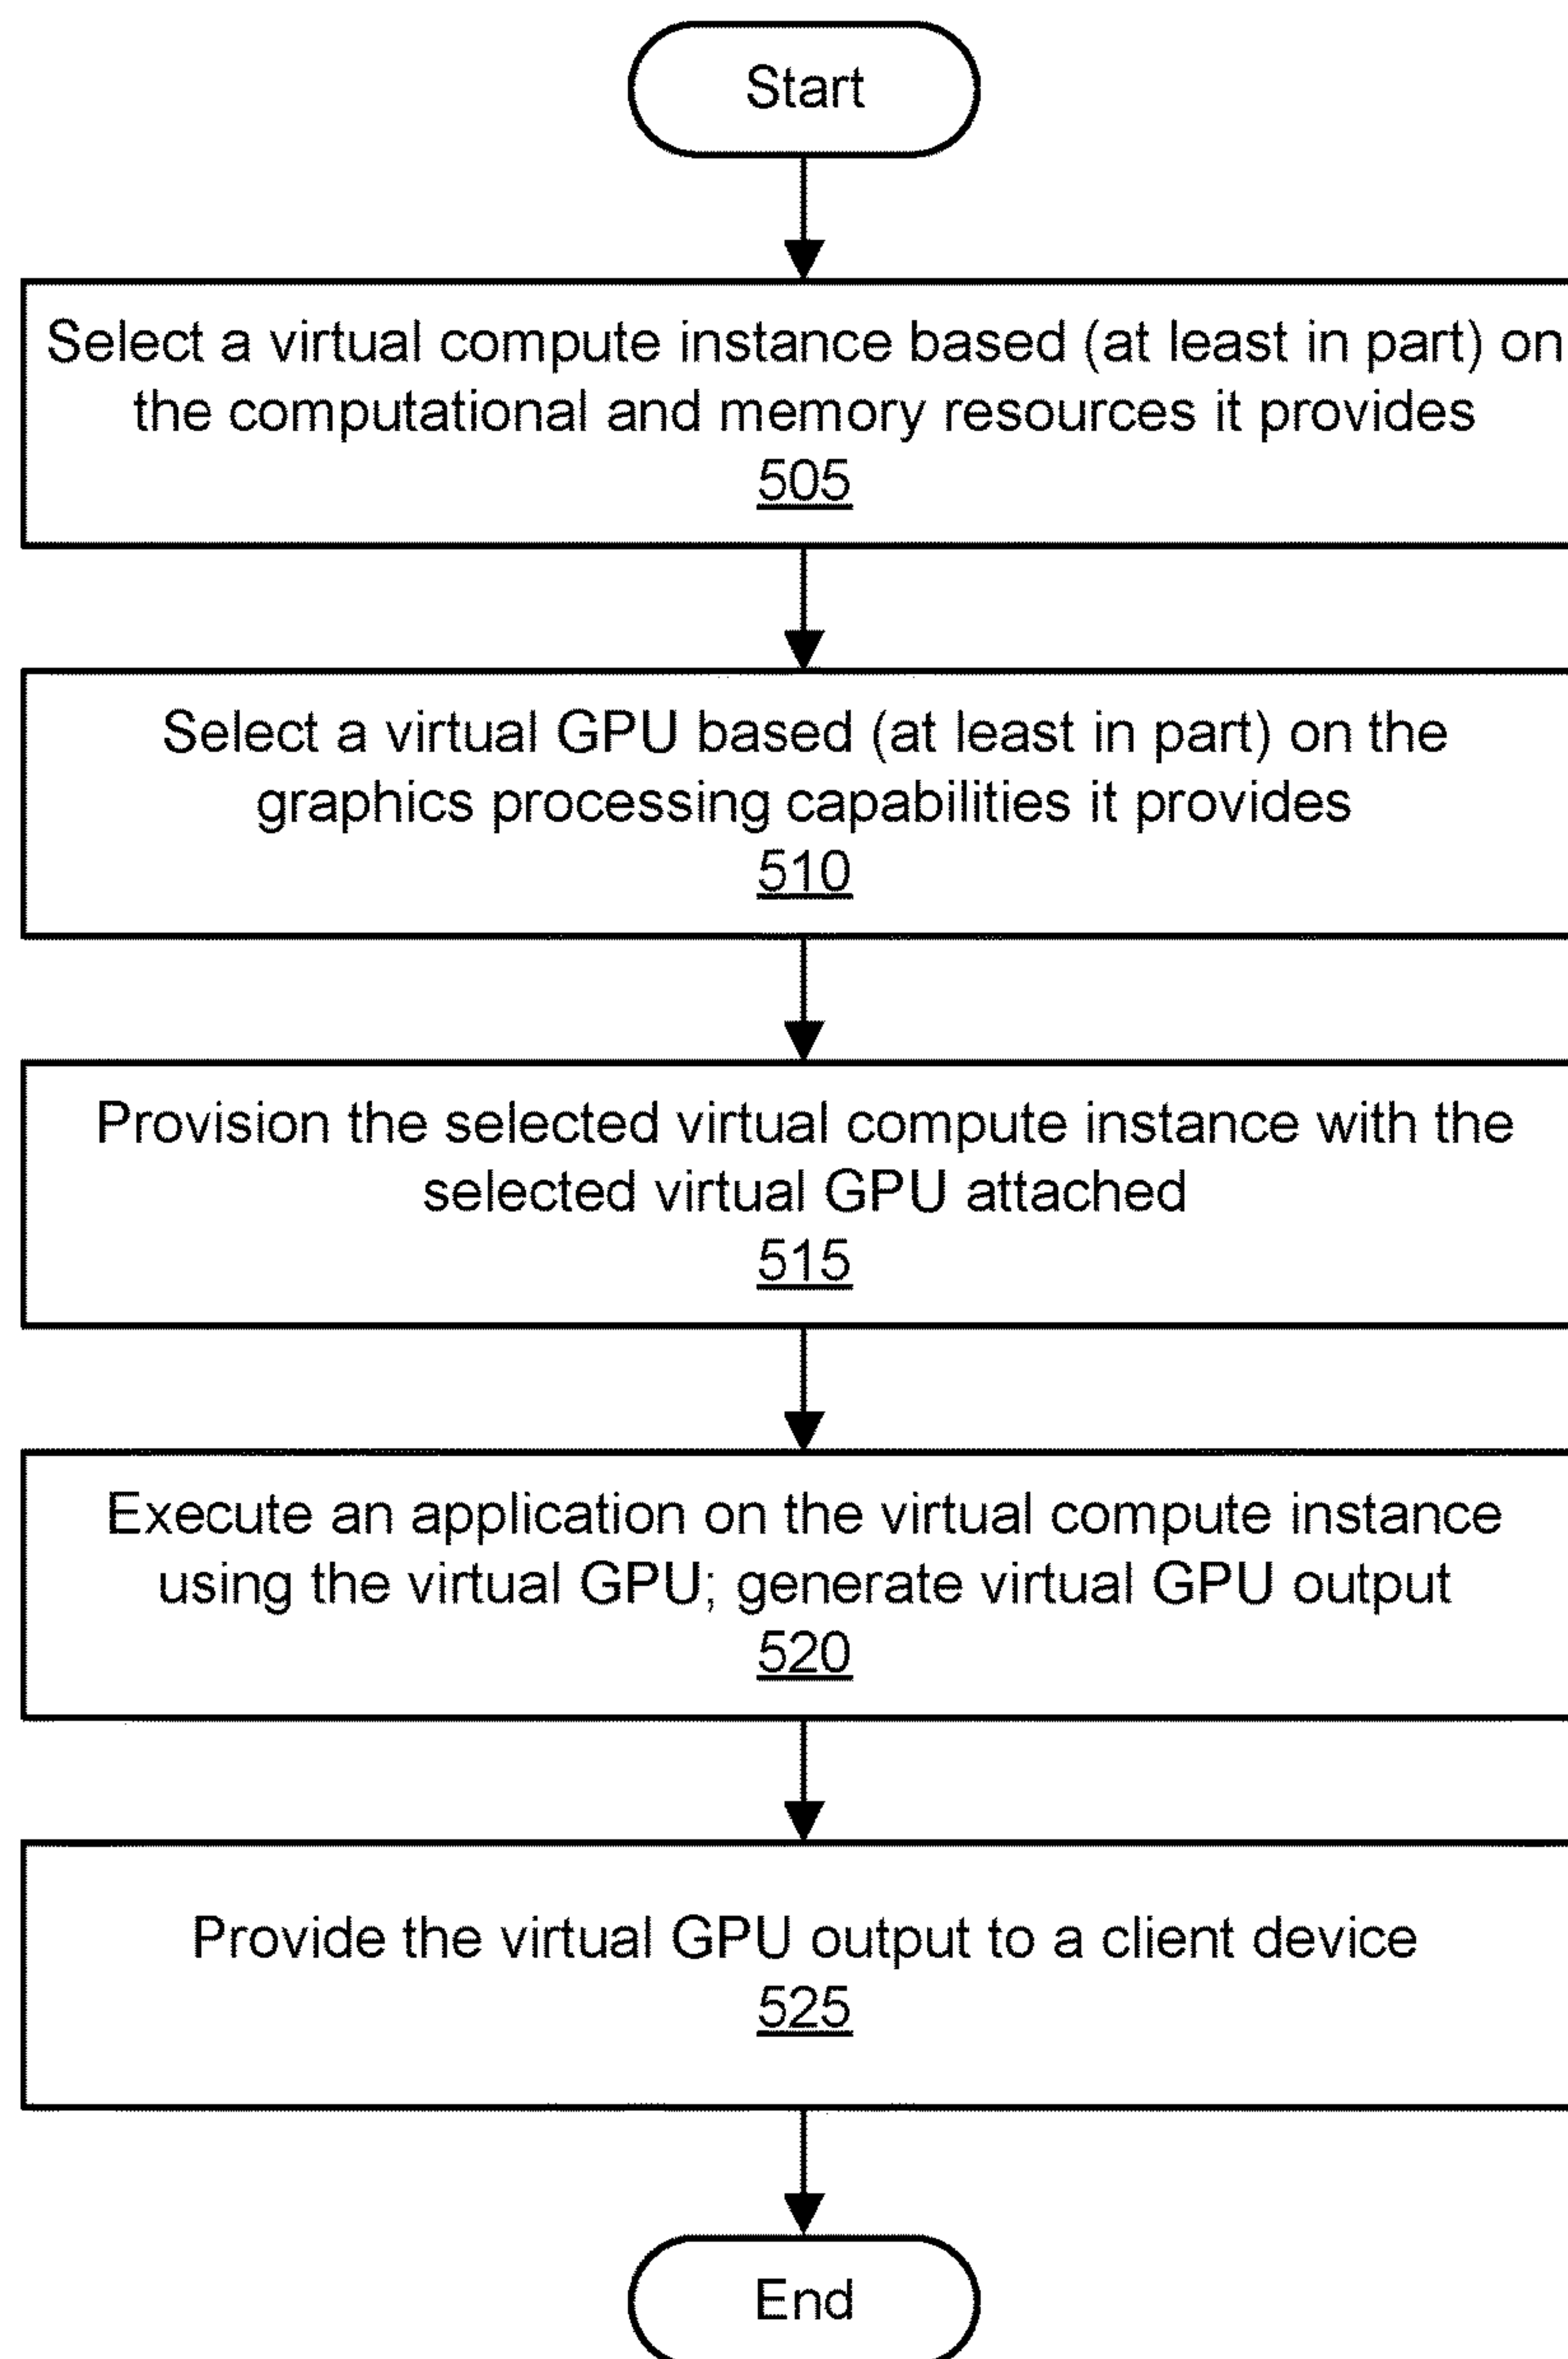 Start
Select a virtual compute instance based (at least in part) on
the computational and memory resources it provides
505
Select a virtual GPU based (at least in part) on the
graphics processing capabilities it provides
510
Provision the selected virtual compute instance with the
selected virtual GPU attached
515
Execute an application on the virtual compute instance
using the virtual GPU; generate virtual GPU output
520
Provide the virtual GPU output to a client device
525
End